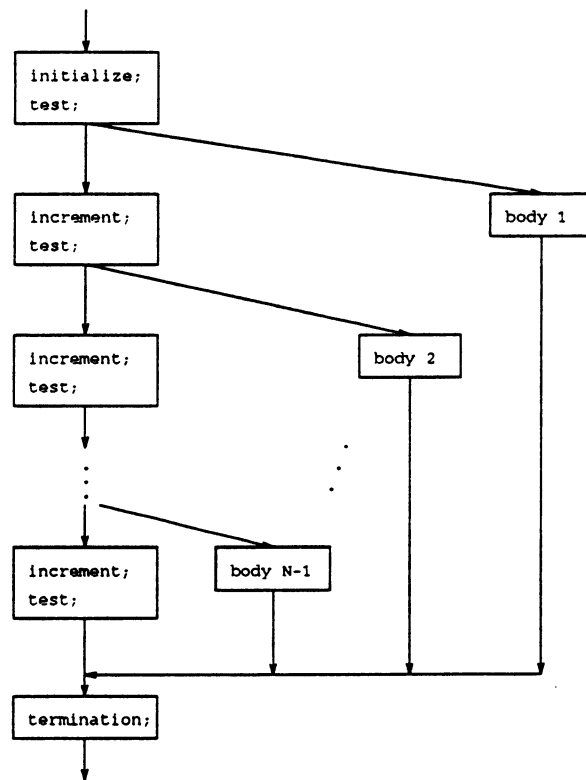 initialize;
test;
increment;
test;
body 1
increment;
test;
body 2
increment;
test;
body N-1
termination;